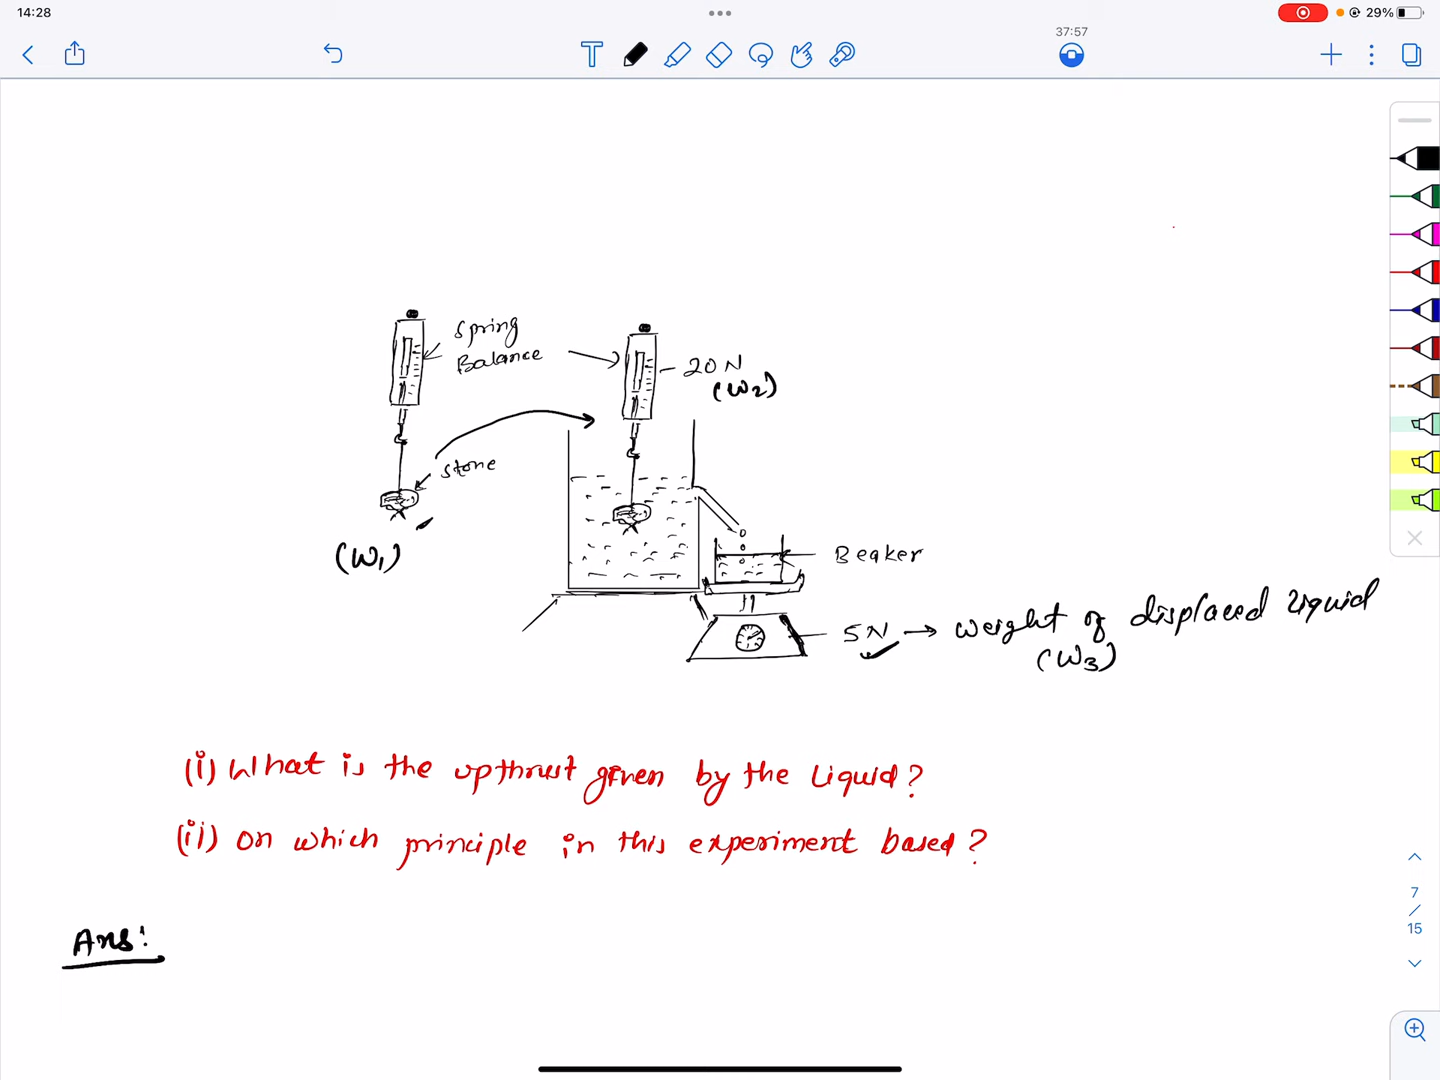 14:28
29%
37:57
Spring
Balance
20 N
(W2)
Stone
(W1)
Beaker
5N → weight of displaced Liquid
(W3)
(i) What is the upthrust given by the Liquid?
(ii) on which principle in this experiment based?
Ans:
7
/
15